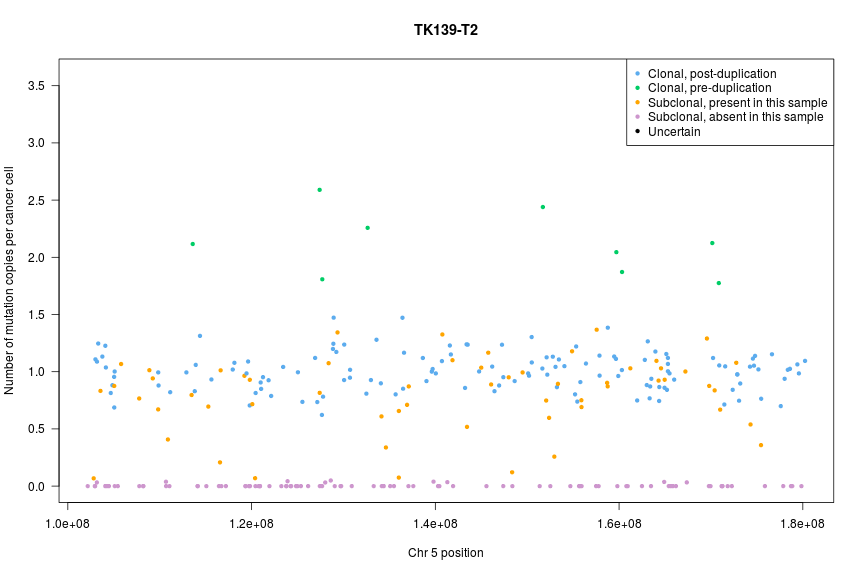 TK139-T2
Clonal, post-duplication
Clonal, pre-duplication
Subclonal, present in this sample
Subclonal, absent in this sample
Uncertain
Number of mutation copies per cancer cell
3.5
3.0
2.5
2.0
1.5
1.0
0.5
0.0
1.0e+08
1.2e+08
1.4e+08
1.6e+08
1.8e+08
Chr 5 position